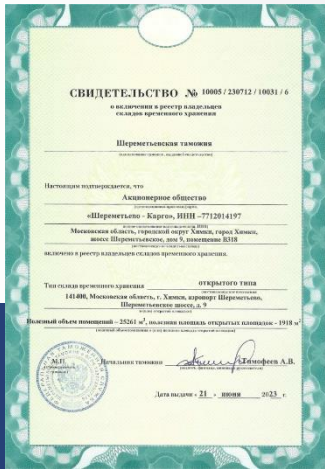 СВИДЕТЕЛЬСТВО № 10005 / 230712 / 10031 / 6
о включении в реестр владельцев
складов временного хранения
Шереметьевская таможня
Настоящим подтверждается, что
Акционерное общество
«Шереметьево - Карго», ИНН –7712014197
Московская область, городской округ Химки, город Химки,
шоссе Шереметьевское, дом 9, помещение В318
включено в реестр владельцев складов временного хранения.
Тип склада временного хранения открытого типа
141400, Московская область, г. Химки, аэропорт Шереметьево,
Шереметьевское шоссе, д. 9
Полезный объем помещений – 25261 м³, полезная площадь открытых площадок - 1918 м²
М.П. Начальник таможни Тимофеев А.В.
Дата выдачи « 21 » июня 2023 г.